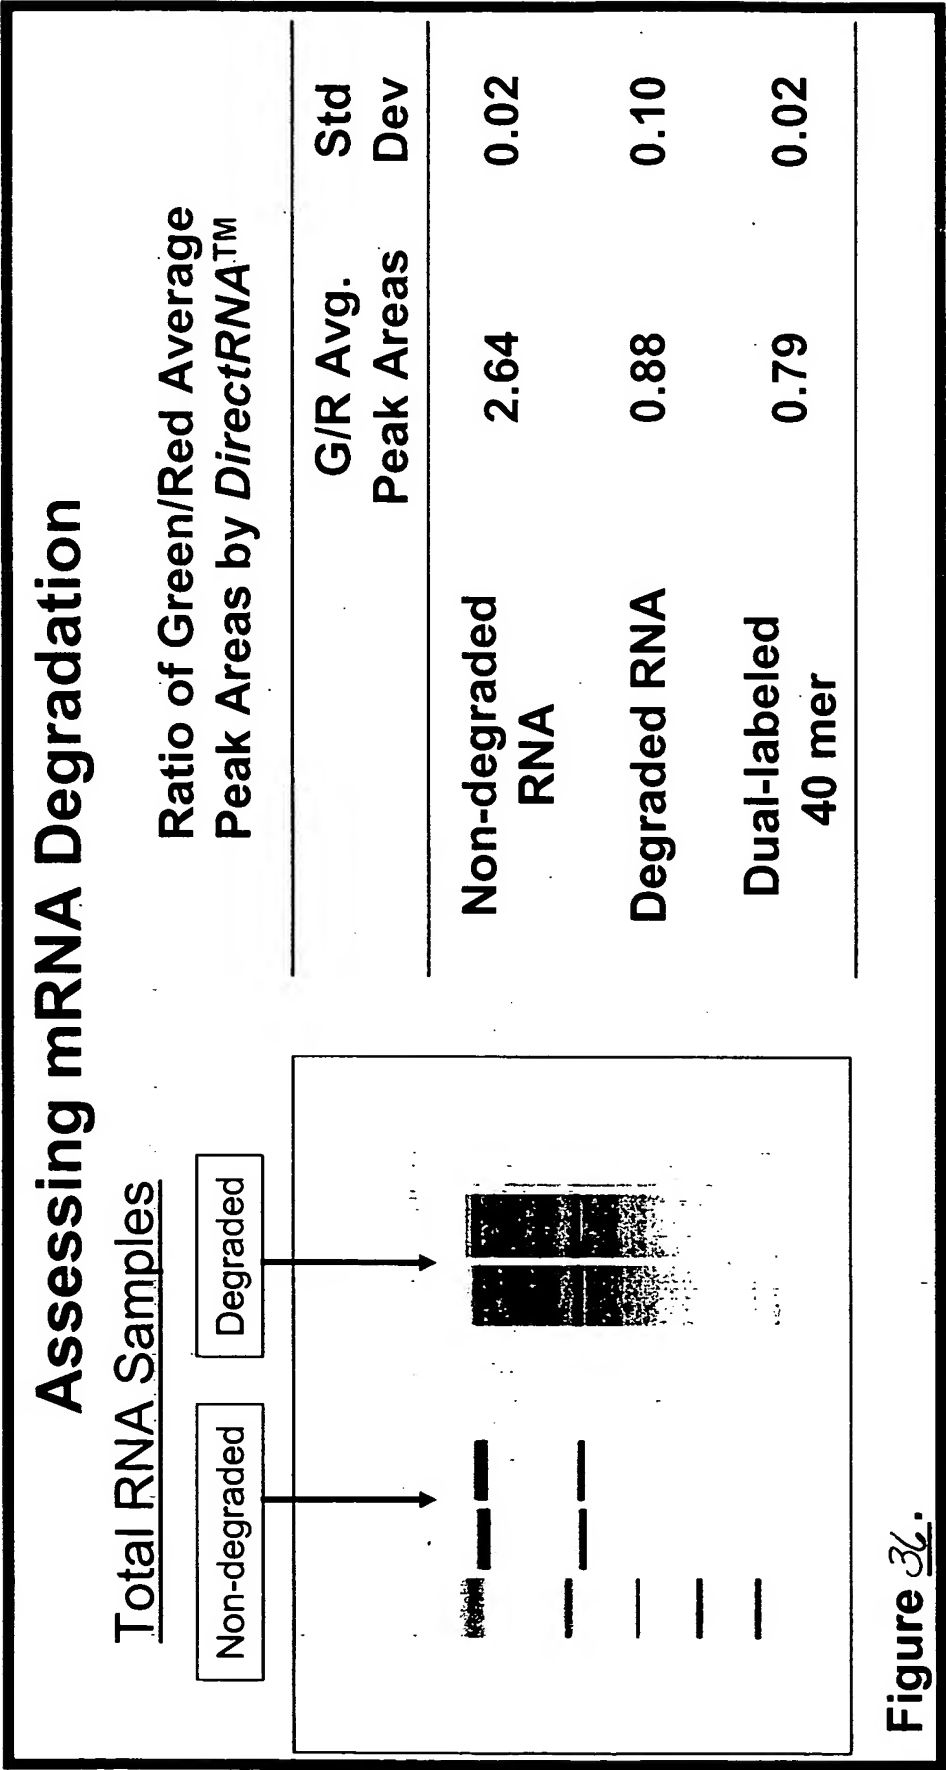 Assessing mRNA Degradation
Total RNA Samples
Non-degraded
Degraded
Ratio of Green/Red Average
Peak Areas by DirectRNA™
G/R Avg.
Peak Areas
Std
Dev
Non-degraded
RNA
2.64
0.02
Degraded RNA
0.88
0.10
Dual-labeled
40 mer
0.79
0.02
Figure 36.